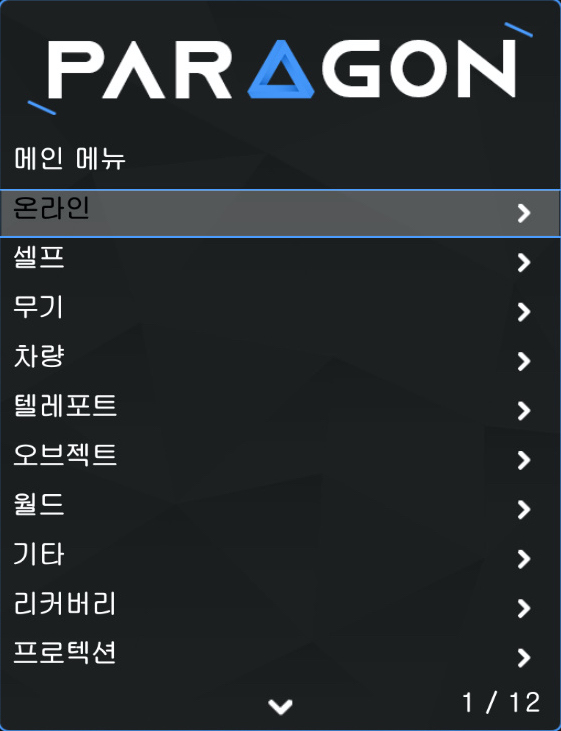 PARAGON
메인 메뉴
온라인
셀프
무기
차량
텔레포트
오브젝트
월드
기타
리커버리
프로텍션
1 / 12